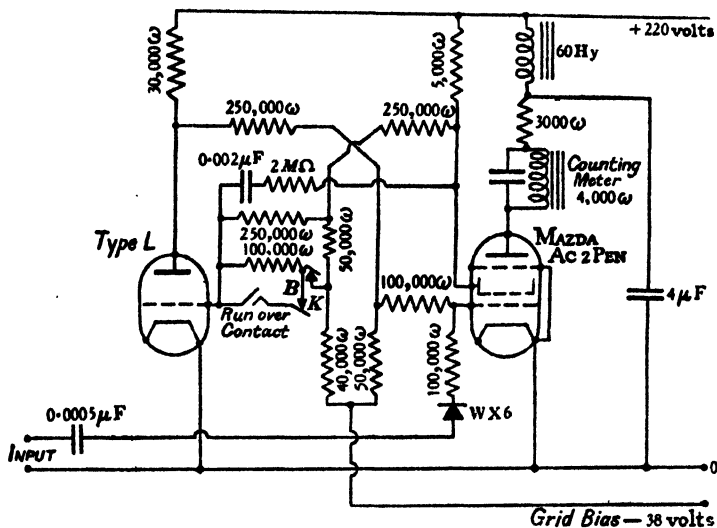 +220 volts
30,000ω
5,000ω
60Hy
250,000ω
250,000ω
3000ω
0·002μF
2MΩ
Counting
Meter
4,000ω
Type L
250,000ω
100,000ω
50,000ω
MAZDA
AC 2 PEN
B
K
100,000ω
Run over
Contact
4μF
40,000ω
50,000ω
100,000ω
0·0005μF
WX6
INPUT
0
Grid Bias — 38 volts